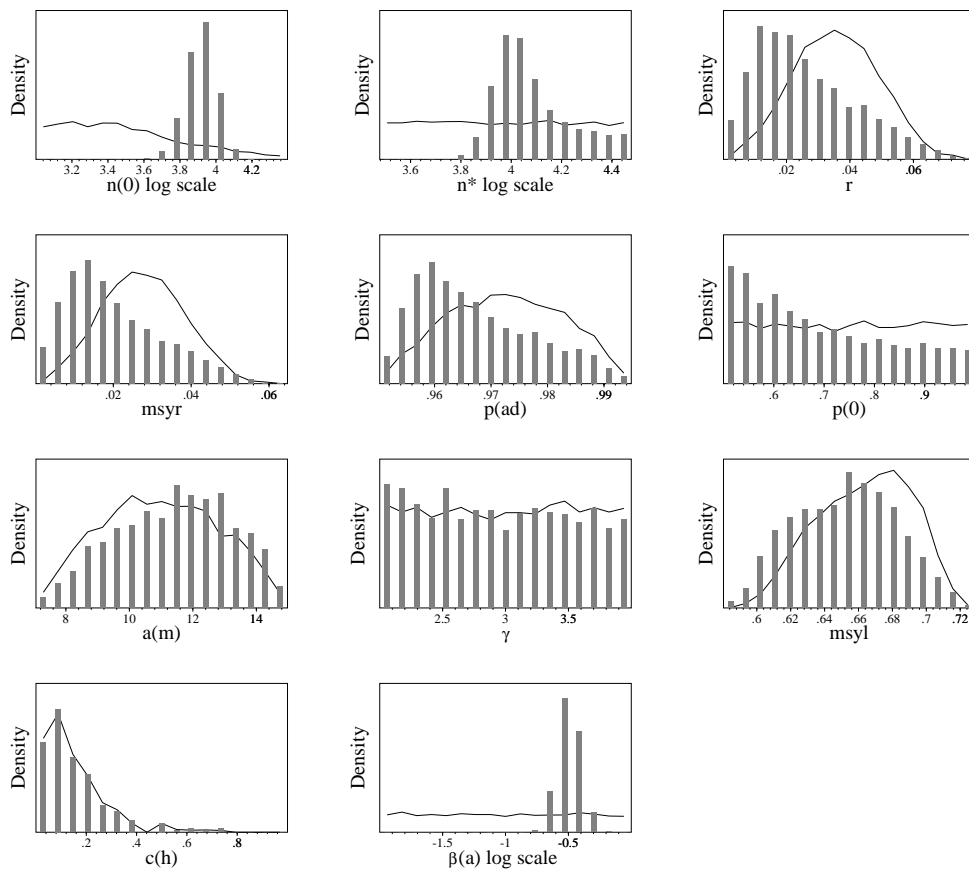 Density
3.2 3.4 3.6 3.8 4 4.2
n(0) log scale
Density
3.6 3.8 4 4.2 4.4
n* log scale
Density
.02 .04 .06
r
Density
.02 .04 .06
msyr
Density
.96 .97 .98 .99
p(ad)
Density
.6 .7 .8 .9
p(0)
Density
8 10 12 14
a(m)
Density
2.5 3 3.5
γ
Density
.6 .62 .64 .66 .68 .7 .72
msyl
Density
.2 .4 .6 .8
c(h)
Density
-1.5 -1 -0.5
β(a) log scale